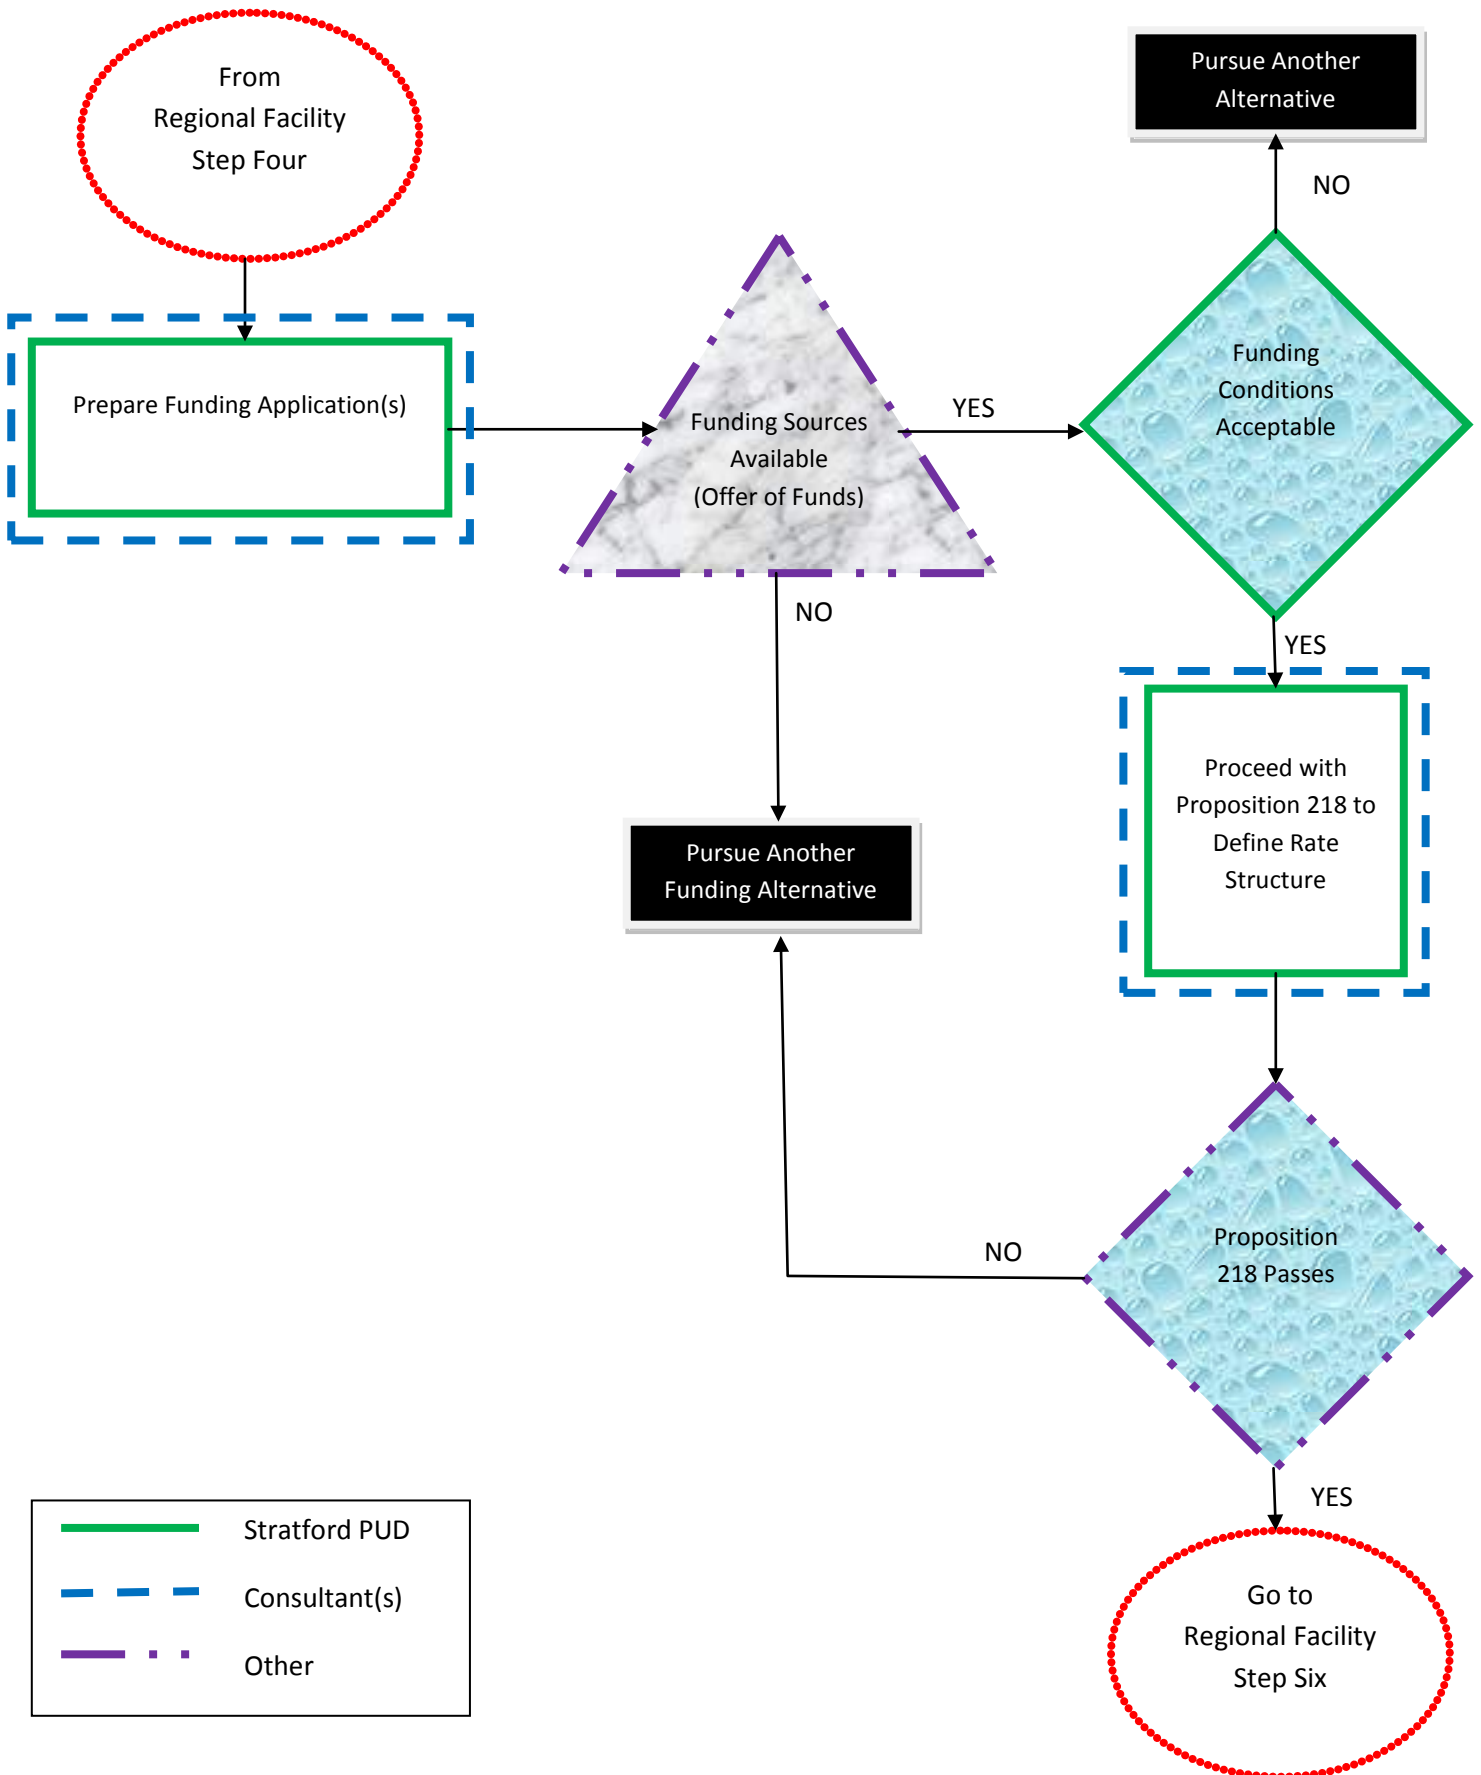 From
Regional Facility
Step Four
Pursue Another
Alternative
NO
Prepare Funding Application(s)
Funding Sources
Available
(Offer of Funds)
YES
Funding
Conditions
Acceptable
NO
YES
Proceed with
Proposition 218 to
Define Rate
Structure
Pursue Another
Funding Alternative
NO
Proposition
218 Passes
YES
Go to
Regional Facility
Step Six
Stratford PUD
Consultant(s)
Other